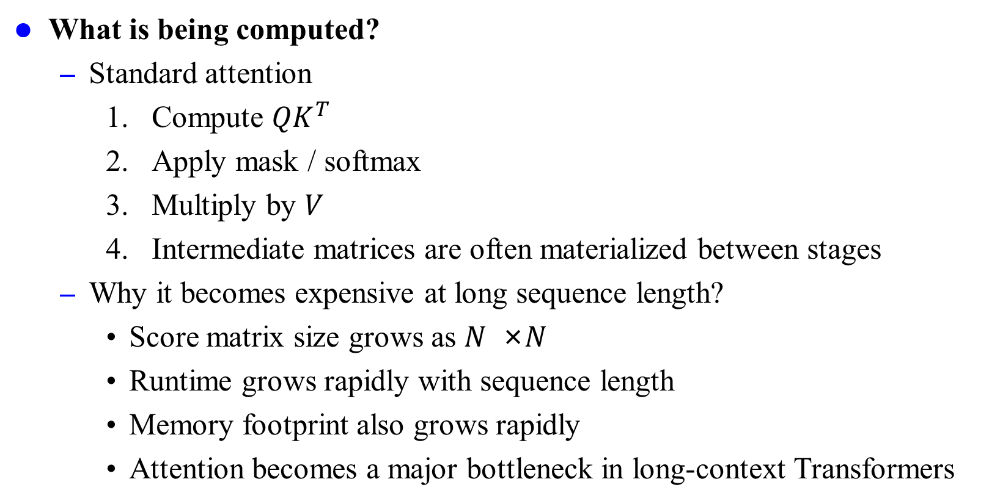 ● What is being computed?
– Standard attention
1. Compute QK^T
2. Apply mask / softmax
3. Multiply by V
4. Intermediate matrices are often materialized between stages
– Why it becomes expensive at long sequence length?
• Score matrix size grows as N ×N
• Runtime grows rapidly with sequence length
• Memory footprint also grows rapidly
• Attention becomes a major bottleneck in long-context Transformers